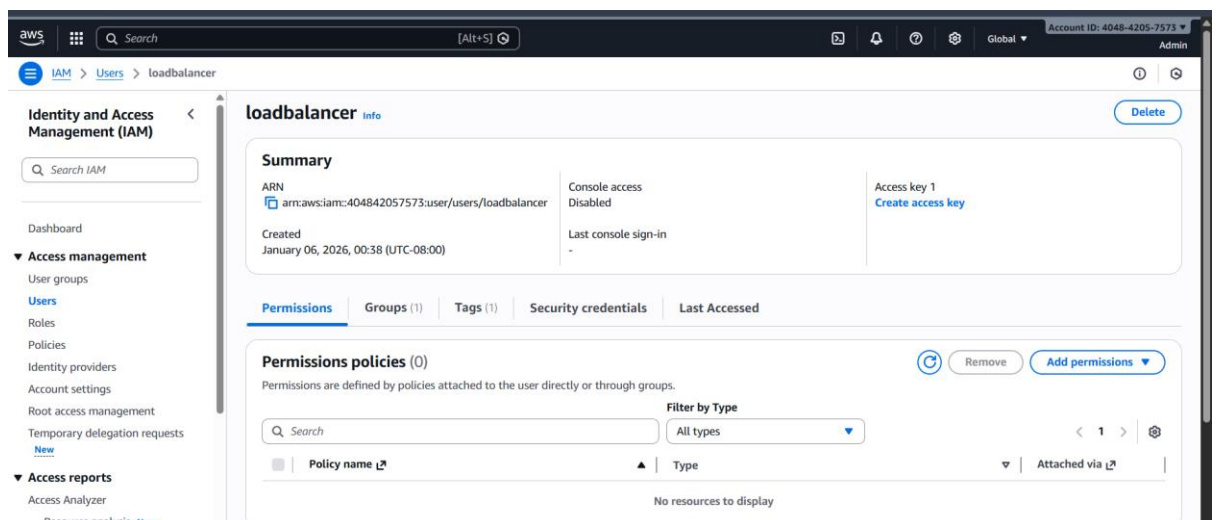 aws
Search
[Alt+S]
Global
Account ID: 4048-4205-7573
Admin
IAM > Users > loadbalancer
Identity and Access Management (IAM)
Search IAM
Dashboard
Access management
User groups
Users
Roles
Policies
Identity providers
Account settings
Root access management
Temporary delegation requests
New
Access reports
Access Analyzer
loadbalancer Info
Delete
Summary
ARN
arn:aws:iam::404842057573:user/users/loadbalancer
Created
January 06, 2026, 00:38 (UTC-08:00)
Console access
Disabled
Last console sign-in
-
Access key 1
Create access key
Permissions Groups (1) Tags (1) Security credentials Last Accessed
Permissions policies (0)
Remove
Add permissions
Permissions are defined by policies attached to the user directly or through groups.
Filter by Type
Search
All types
1
Policy name
Type
Attached via
No resources to display